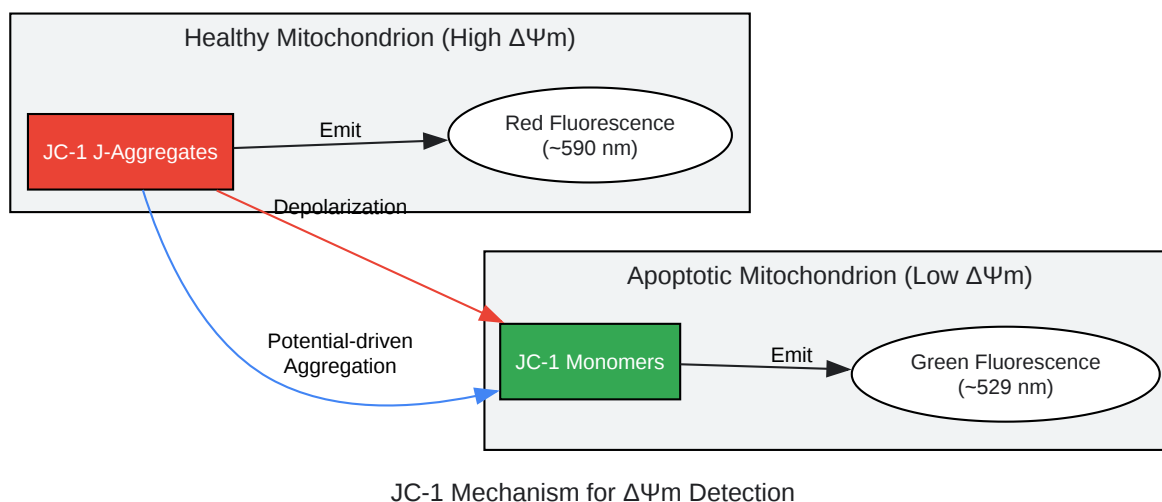 Healthy Mitochondrion (High ΔΨm)
JC-1 J-Aggregates
Emit
Red Fluorescence
(~590 nm)
Depolarization
Potential-driven
Aggregation
Apoptotic Mitochondrion (Low ΔΨm)
JC-1 Monomers
Emit
Green Fluorescence
(~529 nm)
JC-1 Mechanism for ΔΨm Detection